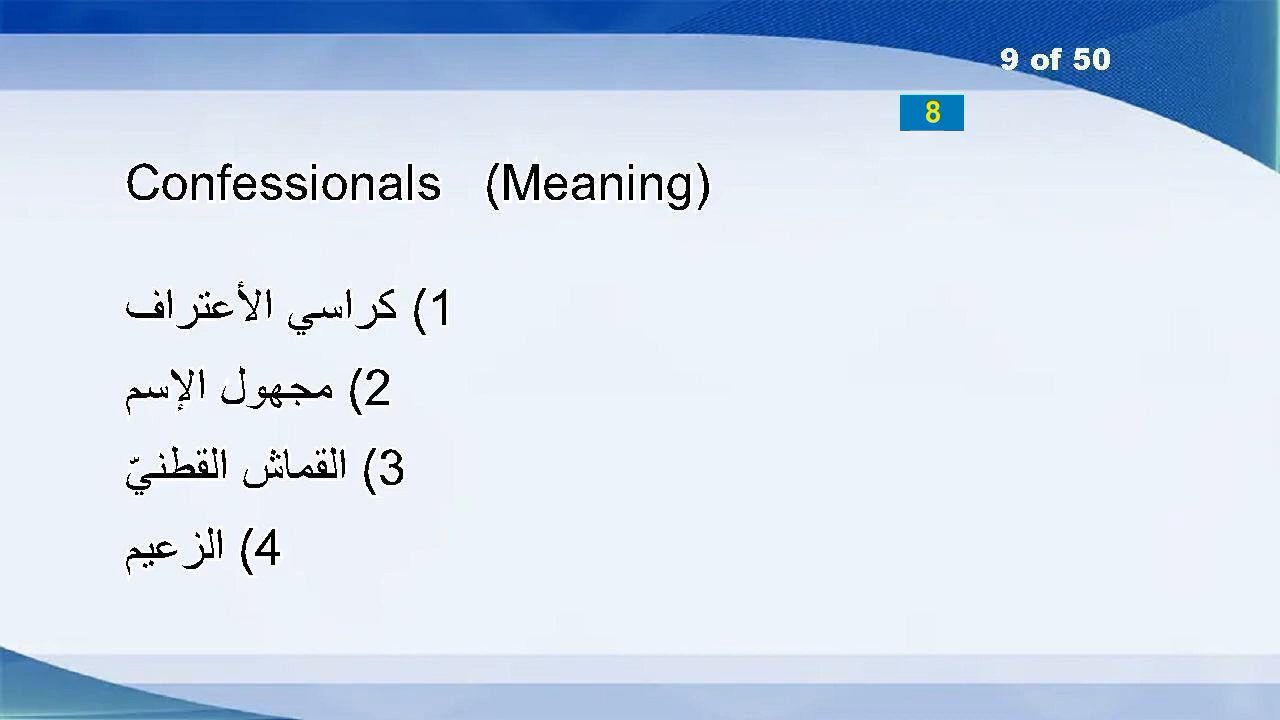 9 of 50
8
Confessionals (Meaning)
1) كراسي الأعتراف
2) مجهول الإسم
3) القماش القطنيّ
4) الزعيم